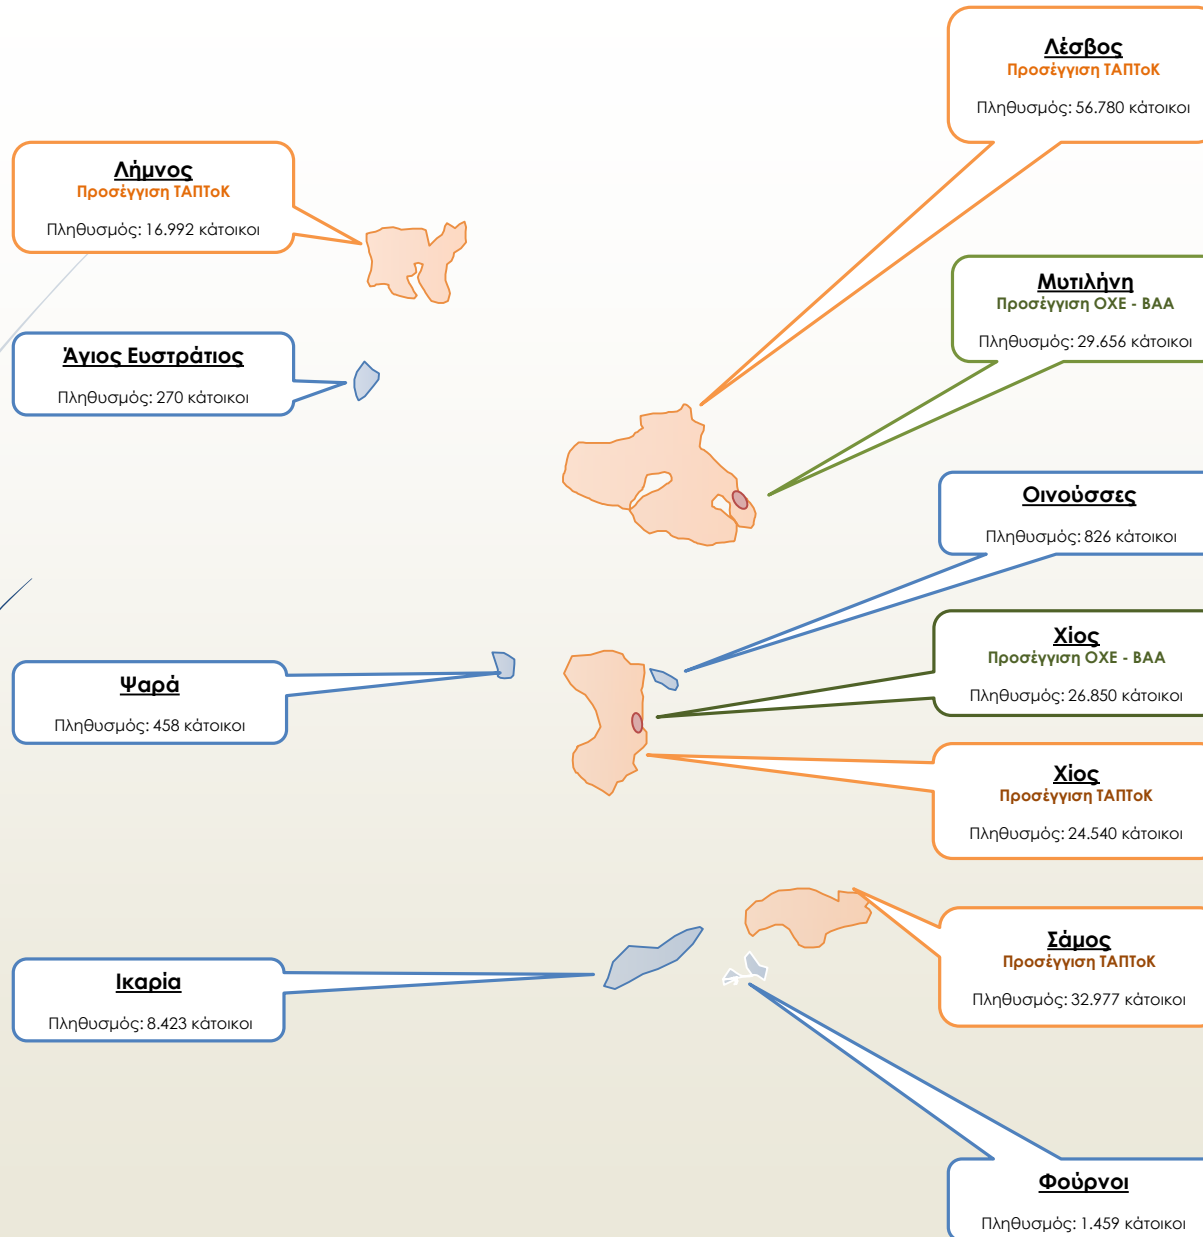 Λέσβος
Προσέγγιση ΤΑΠΤοΚ
Πληθυσμός: 56.780 κάτοικοι
Λήμνος
Προσέγγιση ΤΑΠΤοΚ
Πληθυσμός: 16.992 κάτοικοι
Μυτιλήνη
Προσέγγιση ΟΧΕ - ΒΑΑ
Πληθυσμός: 29.656 κάτοικοι
Άγιος Ευστράτιος
Πληθυσμός: 270 κάτοικοι
Οινούσσες
Πληθυσμός: 826 κάτοικοι
Χίος
Προσέγγιση ΟΧΕ - ΒΑΑ
Πληθυσμός: 26.850 κάτοικοι
Ψαρά
Πληθυσμός: 458 κάτοικοι
Χίος
Προσέγγιση ΤΑΠΤοΚ
Πληθυσμός: 24.540 κάτοικοι
Σάμος
Προσέγγιση ΤΑΠΤοΚ
Πληθυσμός: 32.977 κάτοικοι
Ικαρία
Πληθυσμός: 8.423 κάτοικοι
Φούρνοι
Πληθυσμός: 1.459 κάτοικοι